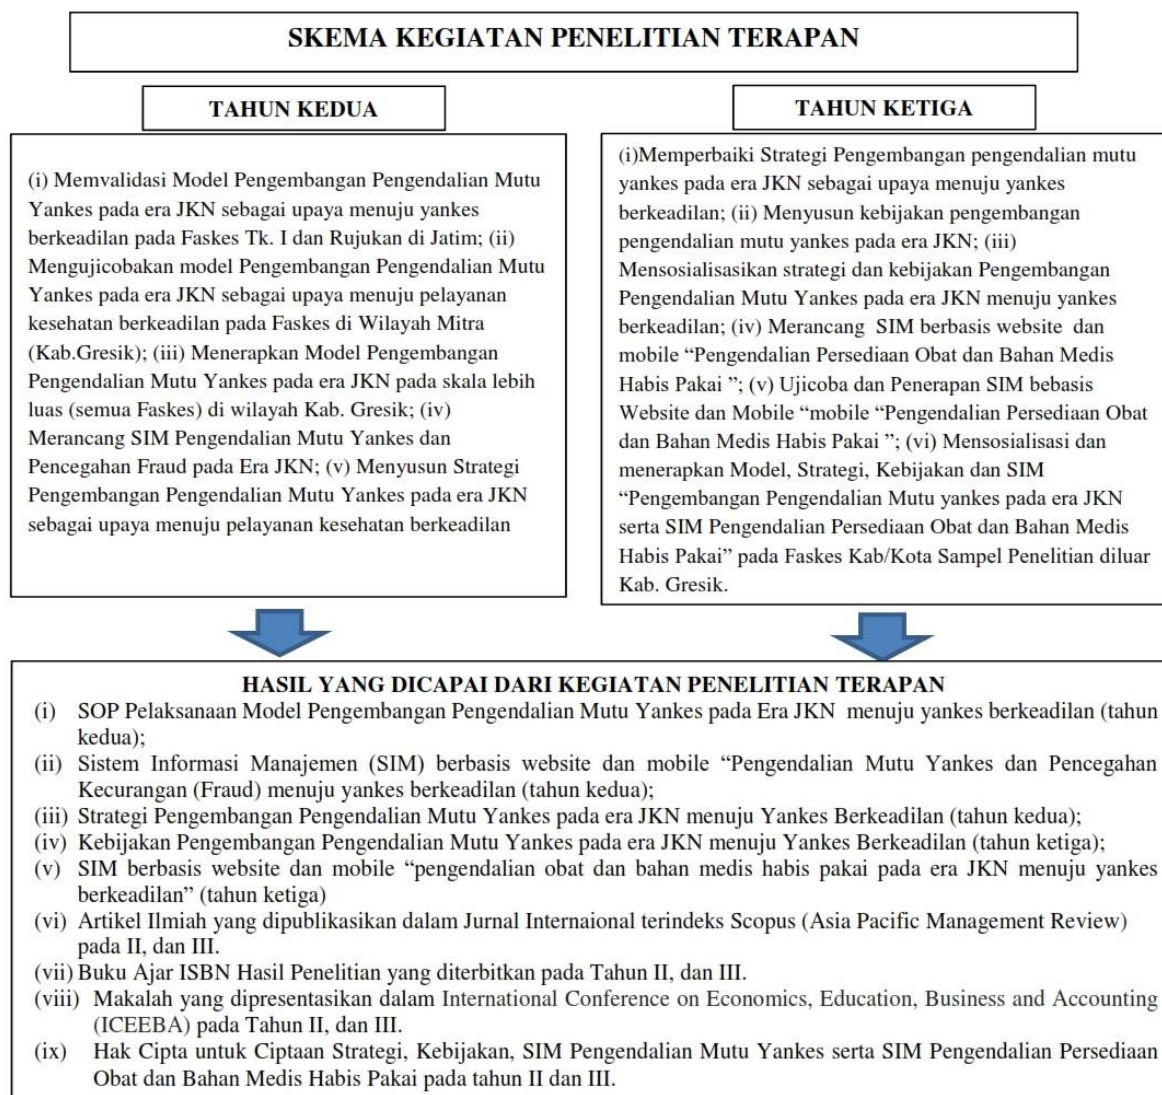 SKEMA KEGIATAN PENELITIAN TERAPAN
TAHUN KEDUA
(i) Memvalidasi Model Pengembangan Pengendalian Mutu
Yankes pada era JKN sebagai upaya menuju yankes
berkeadilan pada Faskes Tk. I dan Rujukan di Jatim; (ii)
Mengujicobakan model Pengembangan Pengendalian Mutu
Yankes pada era JKN sebagai upaya menuju pelayanan
kesehatan berkeadilan pada Faskes di Wilayah Mitra
(Kab.Gresik); (iii) Menerapkan Model Pengembangan
Pengendalian Mutu Yankes pada era JKN pada skala lebih
luas (semua Faskes) di wilayah Kab. Gresik; (iv)
Merancang SIM Pengendalian Mutu Yankes dan
Pencegahan Fraud pada Era JKN; (v) Menyusun Strategi
Pengembangan Pengendalian Mutu Yankes pada era JKN
sebagai upaya menuju pelayanan kesehatan berkeadilan
TAHUN KETIGA
(i)Memperbaiki Strategi Pengembangan pengendalian mutu
yankes pada era JKN sebagai upaya menuju yankes
berkeadilan; (ii) Menyusun kebijakan pengembangan
pengendalian mutu yankes pada era JKN; (iii)
Mensosialisasikan strategi dan kebijakan Pengembangan
Pengendalian Mutu Yankes pada era JKN menuju yankes
berkeadilan; (iv) Merancang SIM berbasis website dan
mobile “Pengendalian Persediaan Obat dan Bahan Medis
Habis Pakai ”; (v) Ujicoba dan Penerapan SIM bebasis
Website dan Mobile “mobile “Pengendalian Persediaan Obat
dan Bahan Medis Habis Pakai ”; (vi) Mensosialisasi dan
menerapkan Model, Strategi, Kebijakan dan SIM
“Pengembangan Pengendalian Mutu yankes pada era JKN
serta SIM Pengendalian Persediaan Obat dan Bahan Medis
Habis Pakai” pada Faskes Kab/Kota Sampel Penelitian diluar
Kab. Gresik.
HASIL YANG DICAPAI DARI KEGIATAN PENELITIAN TERAPAN
(i) SOP Pelaksanaan Model Pengembangan Pengendalian Mutu Yankes pada Era JKN menuju yankes berkeadilan (tahun
kedua);
(ii) Sistem Informasi Manajemen (SIM) berbasis website dan mobile “Pengendalian Mutu Yankes dan Pencegahan
Kecurangan (Fraud) menuju yankes berkeadilan (tahun kedua);
(iii) Strategi Pengembangan Pengendalian Mutu Yankes pada era JKN menuju Yankes Berkeadilan (tahun kedua);
(iv) Kebijakan Pengembangan Pengendalian Mutu Yankes pada era JKN menuju Yankes Berkeadilan (tahun ketiga);
(v) SIM berbasis website dan mobile “pengendalian obat dan bahan medis habis pakai pada era JKN menuju yankes
berkeadilan” (tahun ketiga)
(vi) Artikel Ilmiah yang dipublikasikan dalam Jurnal Internaional terindeks Scopus (Asia Pacific Management Review)
pada II, dan III.
(vii) Buku Ajar ISBN Hasil Penelitian yang diterbitkan pada Tahun II, dan III.
(viii) Makalah yang dipresentasikan dalam International Conference on Economics, Education, Business and Accounting
(ICEEBA) pada Tahun II, dan III.
(ix) Hak Cipta untuk Ciptaan Strategi, Kebijakan, SIM Pengendalian Mutu Yankes serta SIM Pengendalian Persediaan
Obat dan Bahan Medis Habis Pakai pada tahun II dan III.